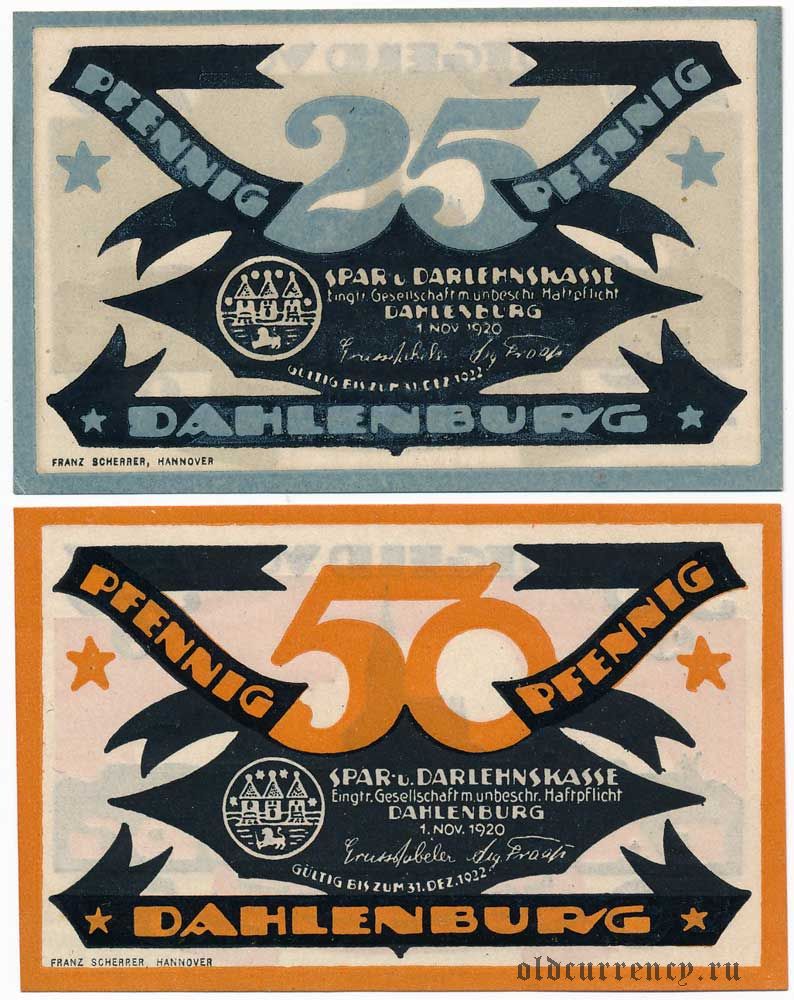 PFENNIG 25 PFENNIG
SPAR u. DARLEHNSKASSE
Eingtr. Gesellschaft m. unbeschr. Haftpflicht
DAHLENBURG
1. NOV 1920
GÜLTIG BIS ZUM 31. DEZ. 1922
DAHLENBURG
FRANZ SCHERRER, HANNOVER
PFENNIG 50 PFENNIG
SPAR- u. DARLEHNSKASSE
Eingtr. Gesellschaft m. unbeschr. Haftpflicht
DAHLENBURG
1. NOV. 1920
GÜLTIG BIS ZUM 31. DEZ. 1922
DAHLENBURG
FRANZ SCHERRER, HANNOVER
oldcurrency.ru